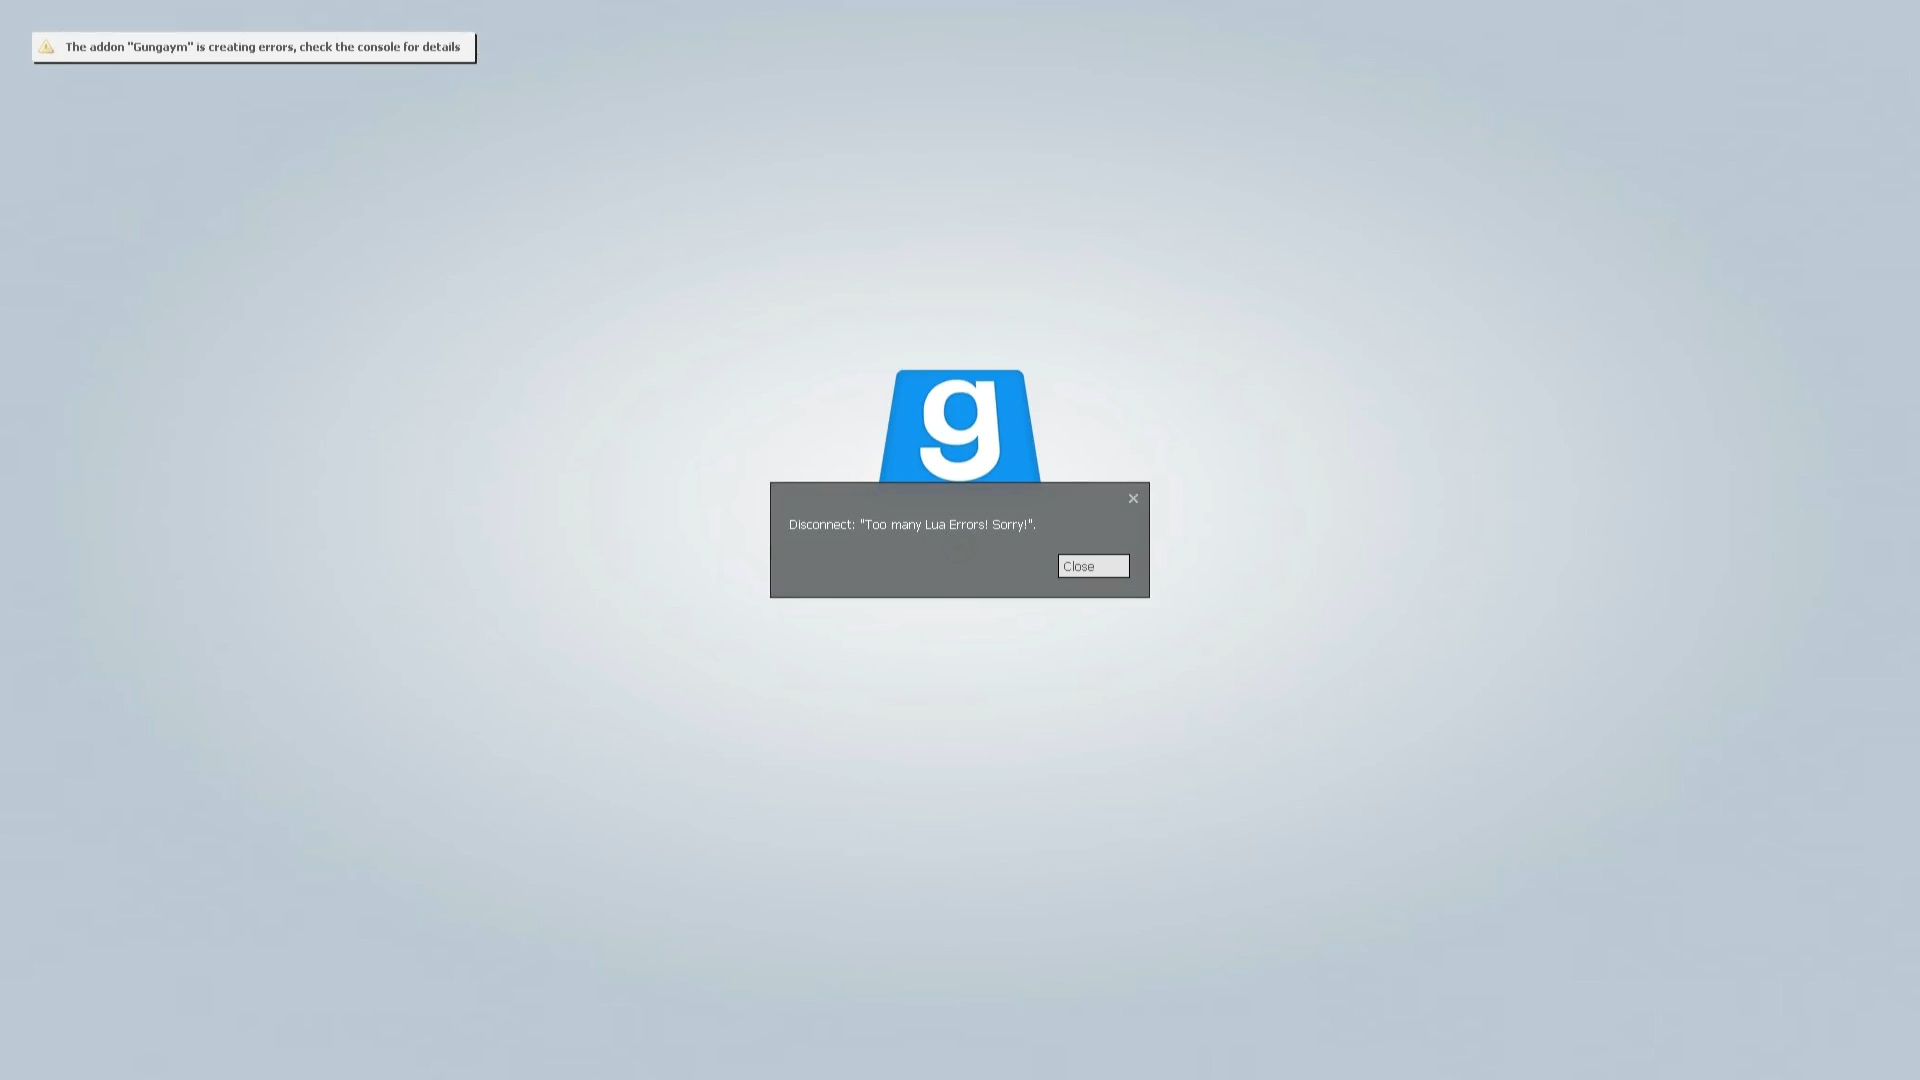 The addon "Gungaym" is creating errors, check the console for details
g
Disconnect: "Too many Lua Errors! Sorry!".
Close